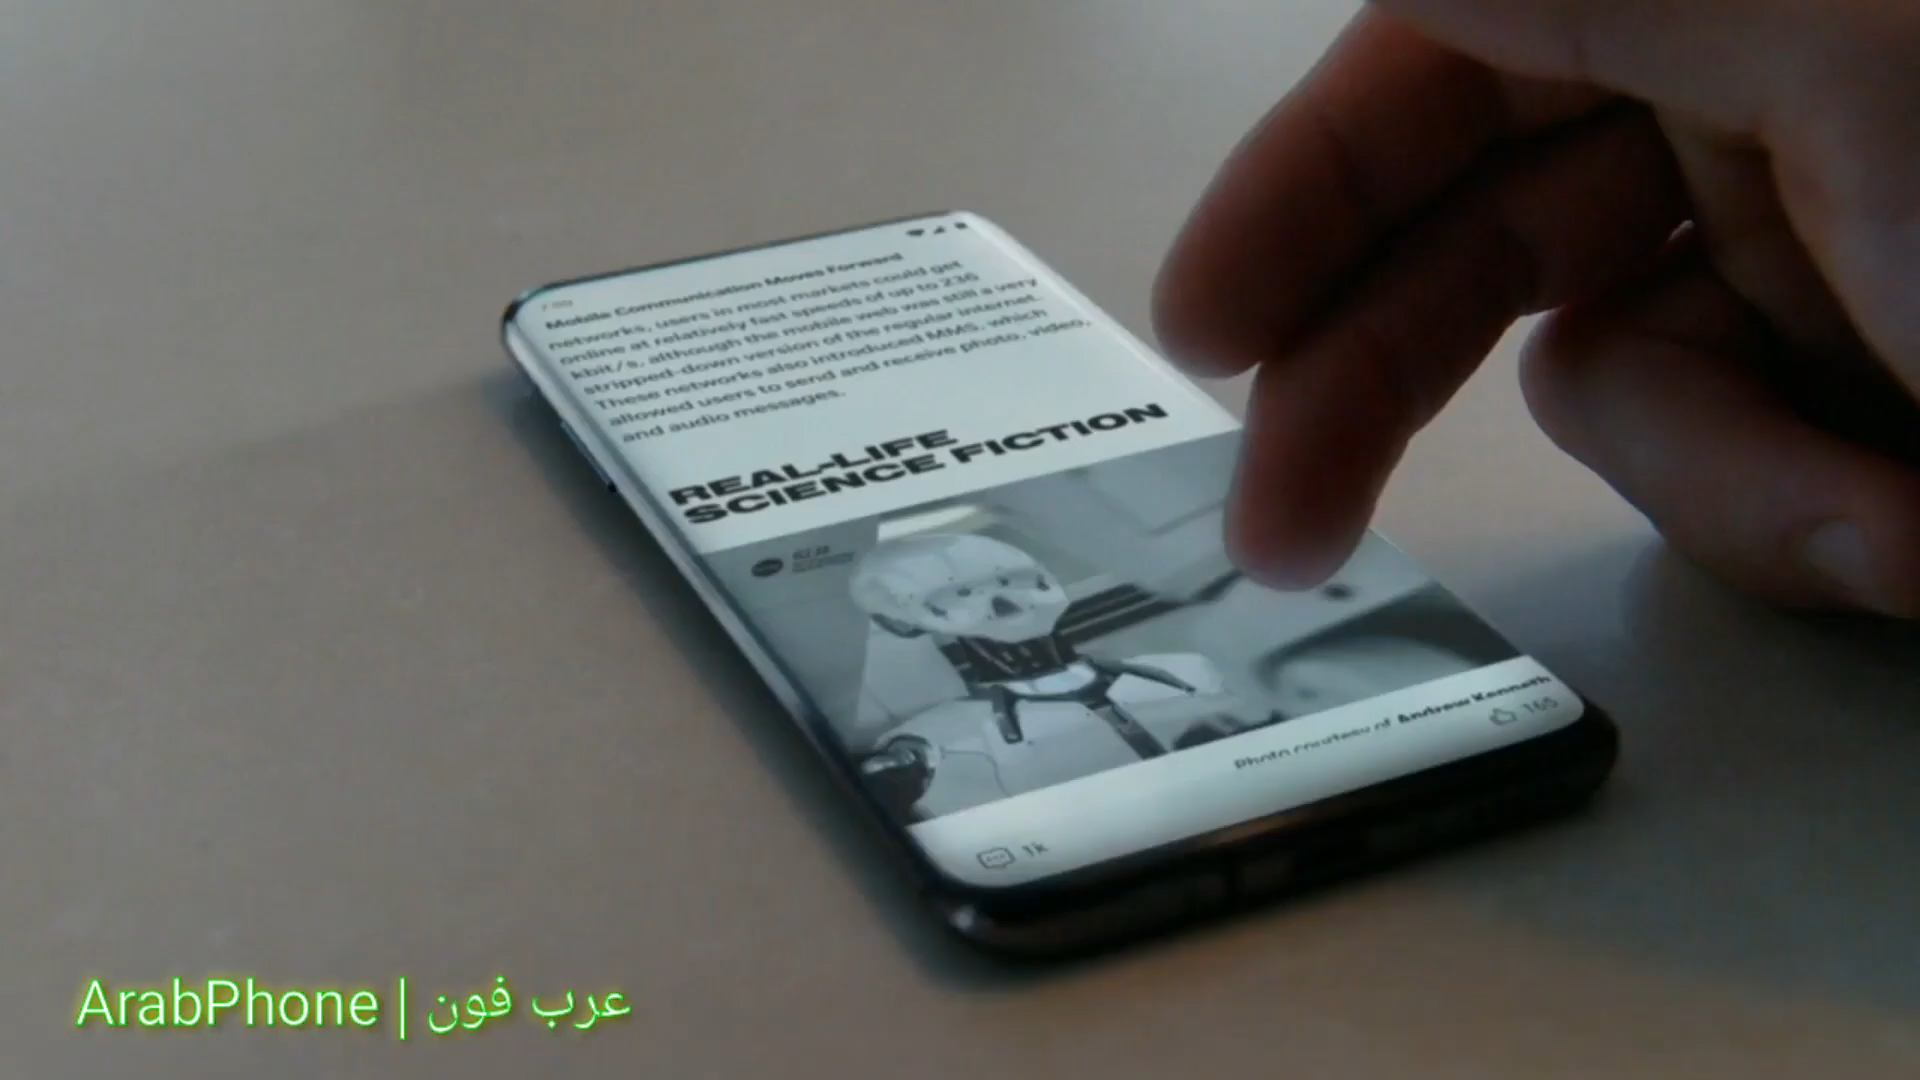 Mobile Communication Moves Forward
networks, users in most markets could get
online at relatively fast speeds of up to 236
kbit/s, although the mobile web was still a very
stripped-down version of the regular internet.
These networks also introduced MMS, which
allowed users to send and receive photo, video,
and audio messages.
REAL-LIFE
SCIENCE FICTION
Photo courtesy of Andrew Kenneth
165
1k
ArabPhone | عرب فون